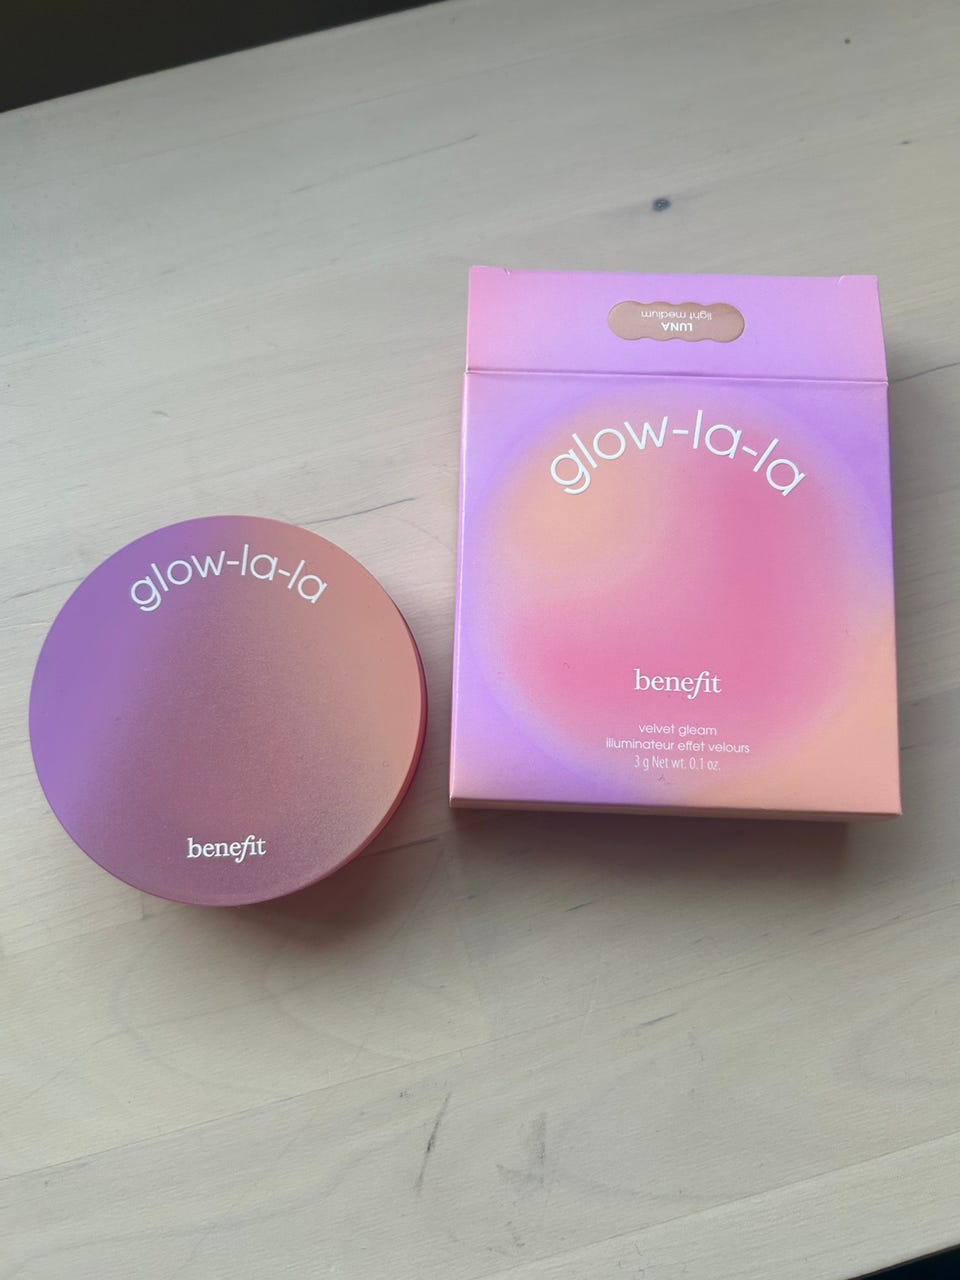 LUNA
light medium
glow-la-la
benefit
velvet gleam
illuminateur effet velours
3 g Net wt. 0.1 oz.
glow-la-la
benefit